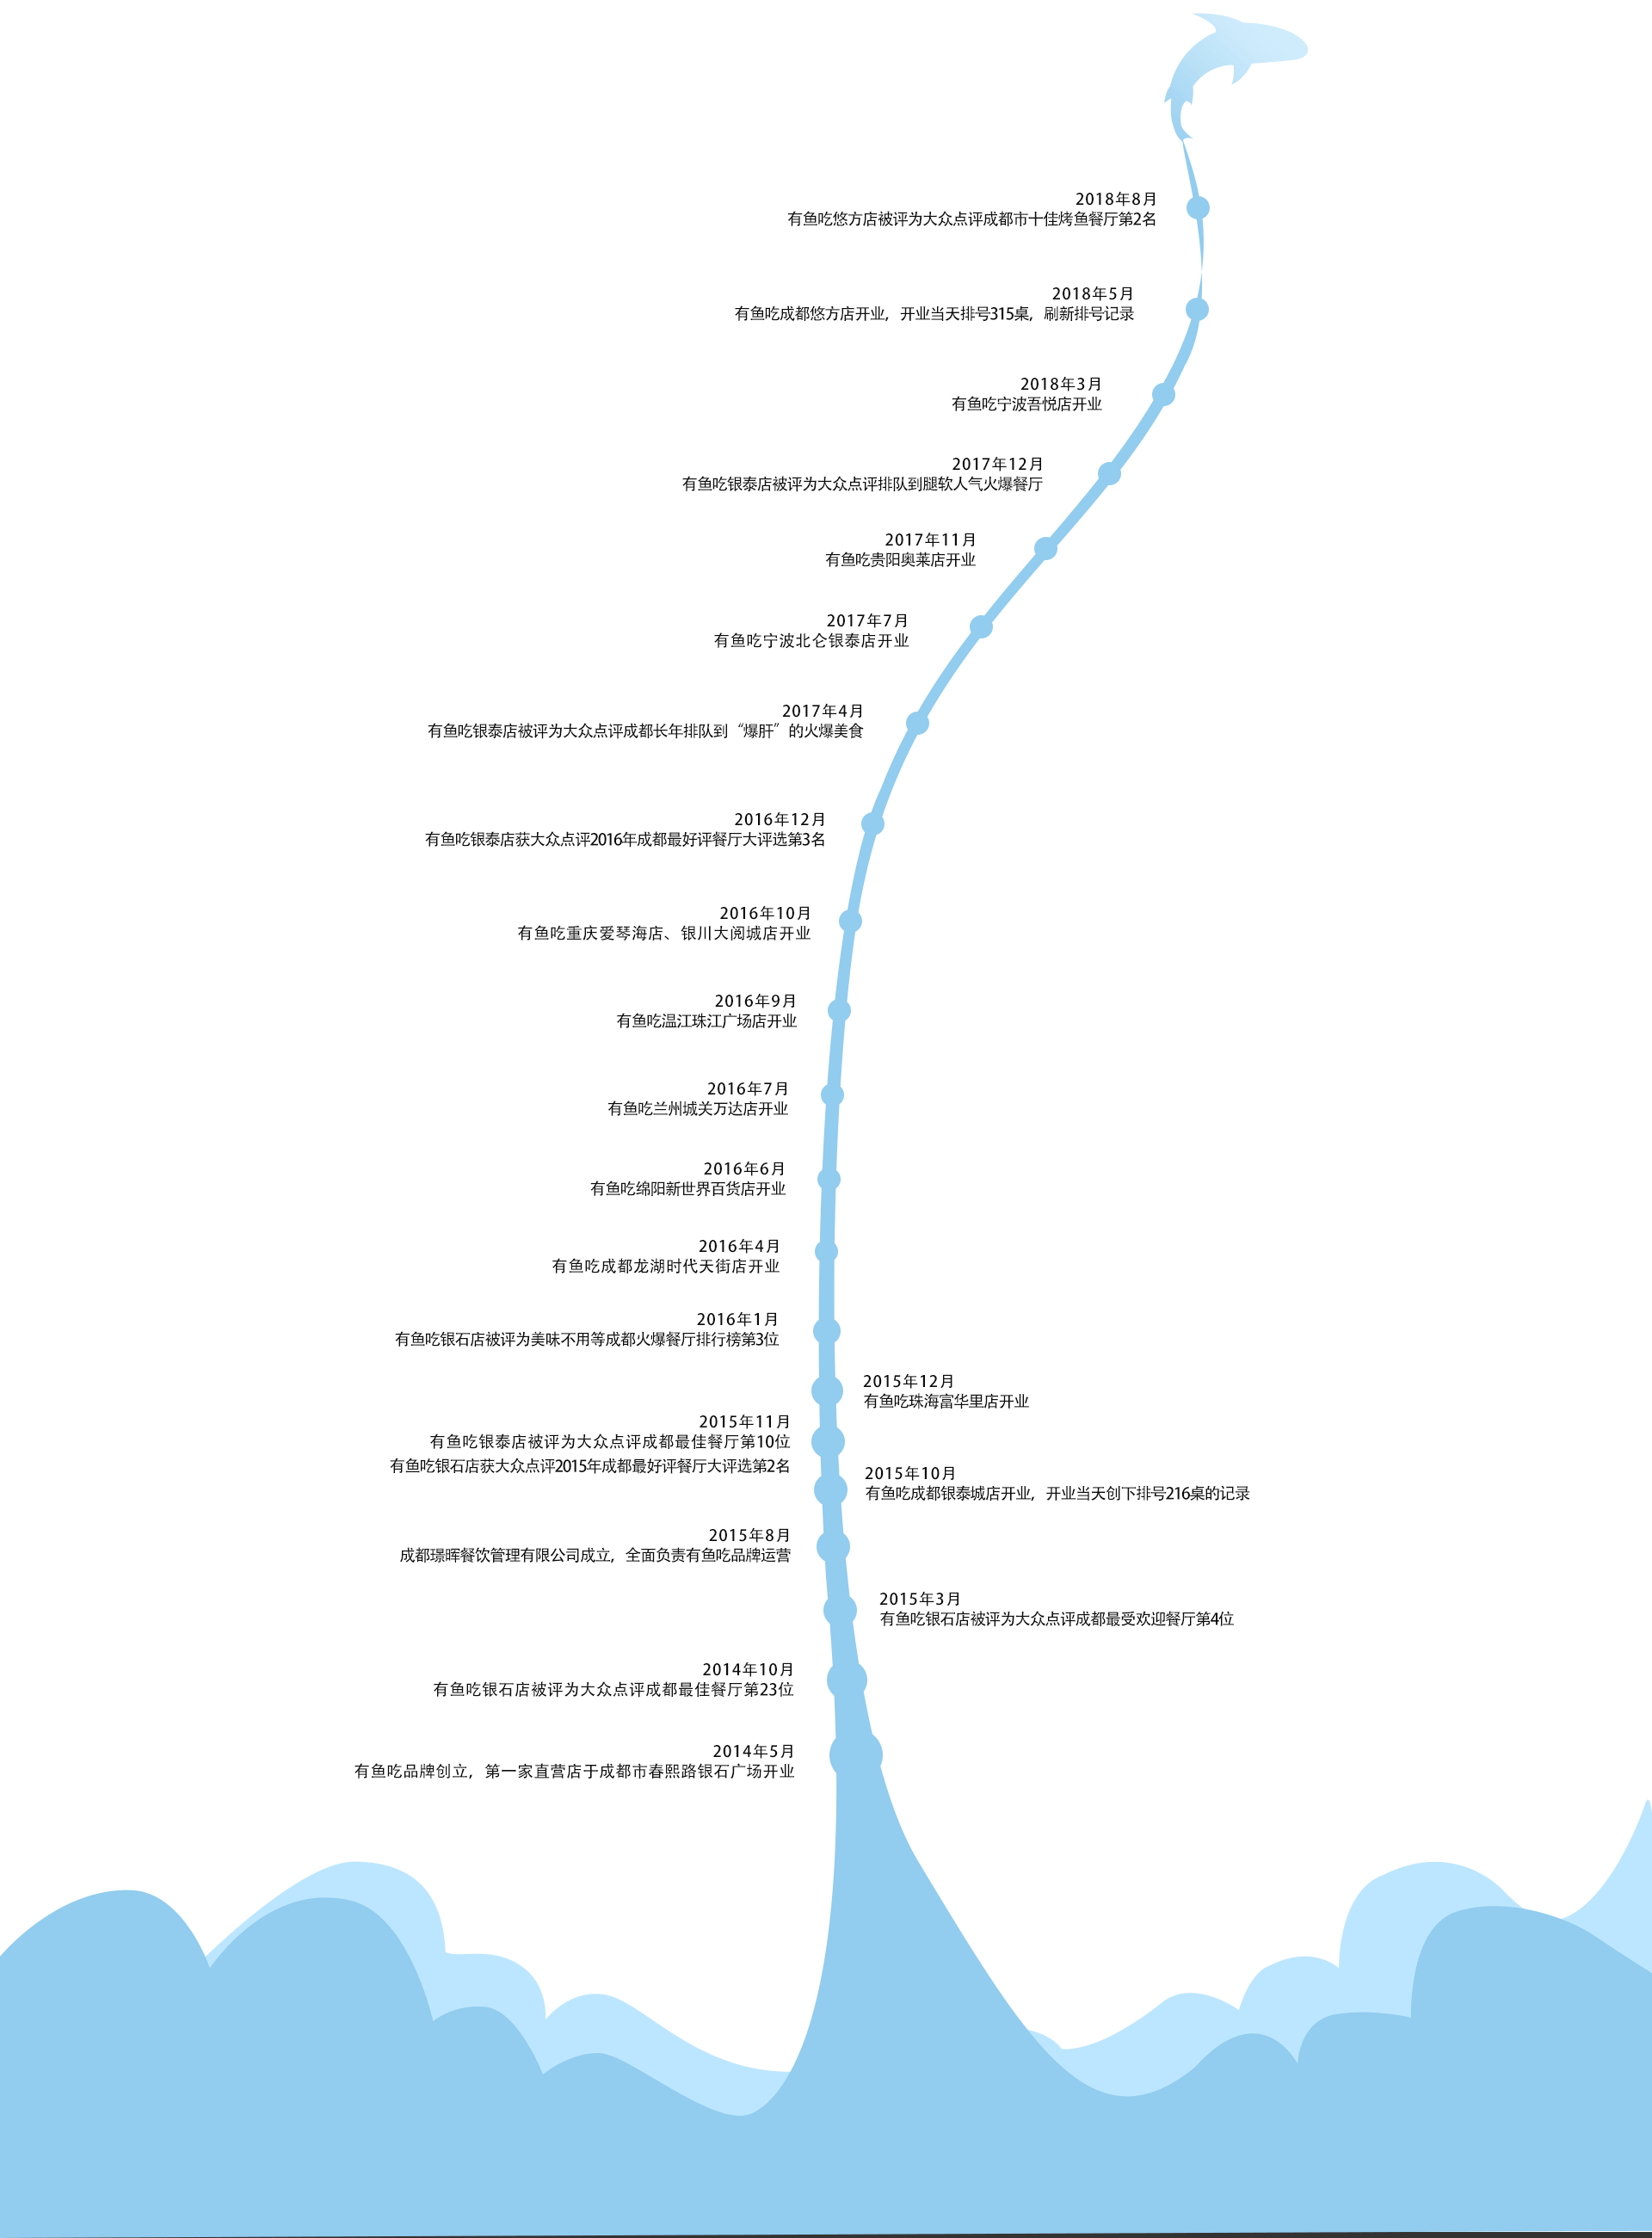 2018年8月
有鱼吃悠方店被评为大众点评成都市十佳烤鱼餐厅第2名
2018年5月
有鱼吃成都悠方店开业，开业当天排号315桌，刷新排号记录
2018年3月
有鱼吃宁波吾悦店开业
2017年12月
有鱼吃银泰店被评为大众点评排队到腿软人气火爆餐厅
2017年11月
有鱼吃贵阳奥莱店开业
2017年7月
有鱼吃宁波北仑银泰店开业
2017年4月
有鱼吃银泰店被评为大众点评成都长年排队到“爆肝”的火爆美食
2016年12月
有鱼吃银泰店获大众点评2016年成都最好评餐厅大评选第3名
2016年10月
有鱼吃重庆爱琴海店、银川大阅城店开业
2016年9月
有鱼吃温江珠江广场店开业
2016年7月
有鱼吃兰州城关万达店开业
2016年6月
有鱼吃绵阳新世界百货店开业
2016年4月
有鱼吃成都龙湖时代天街店开业
2016年1月
有鱼吃银石店被评为美味不用等成都火爆餐厅排行榜第3位
2015年12月
有鱼吃珠海富华里店开业
2015年11月
有鱼吃银泰店被评为大众点评成都最佳餐厅第10位
有鱼吃银石店获大众点评2015年成都最好评餐厅大评选第2名
2015年10月
有鱼吃成都银泰城店开业，开业当天创下排号216桌的记录
2015年8月
成都璟晖餐饮管理有限公司成立，全面负责有鱼吃品牌运营
2015年3月
有鱼吃银石店被评为大众点评成都最受欢迎餐厅第4位
2014年10月
有鱼吃银石店被评为大众点评成都最佳餐厅第23位
2014年5月
有鱼吃品牌创立，第一家直营店于成都市春熙路银石广场开业